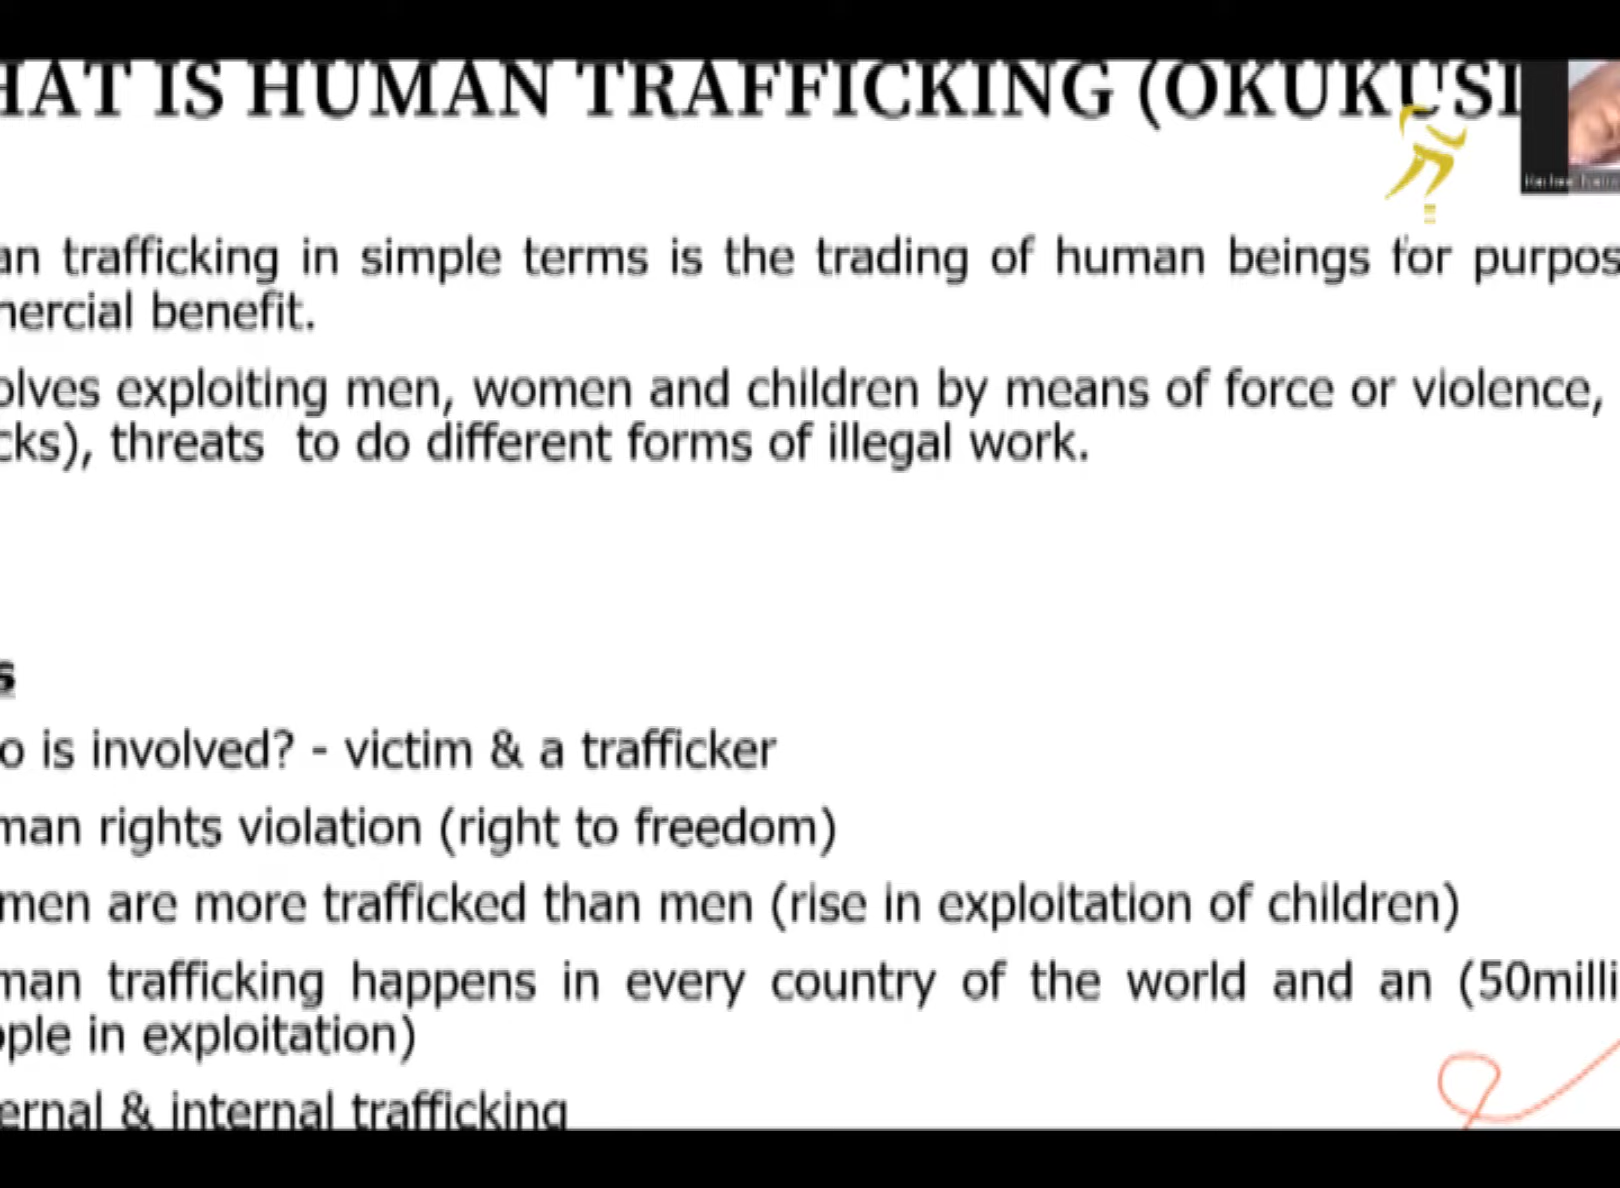 HAT IS HUMAN TRAFFICKING (OKUKUSI
an trafficking in simple terms is the trading of human beings for purpos
mercial benefit.
olves exploiting men, women and children by means of force or violence,
cks), threats to do different forms of illegal work.
s
o is involved? - victim & a trafficker
man rights violation (right to freedom)
men are more trafficked than men (rise in exploitation of children)
man trafficking happens in every country of the world and an (50milli
ople in exploitation)
ernal & internal trafficking